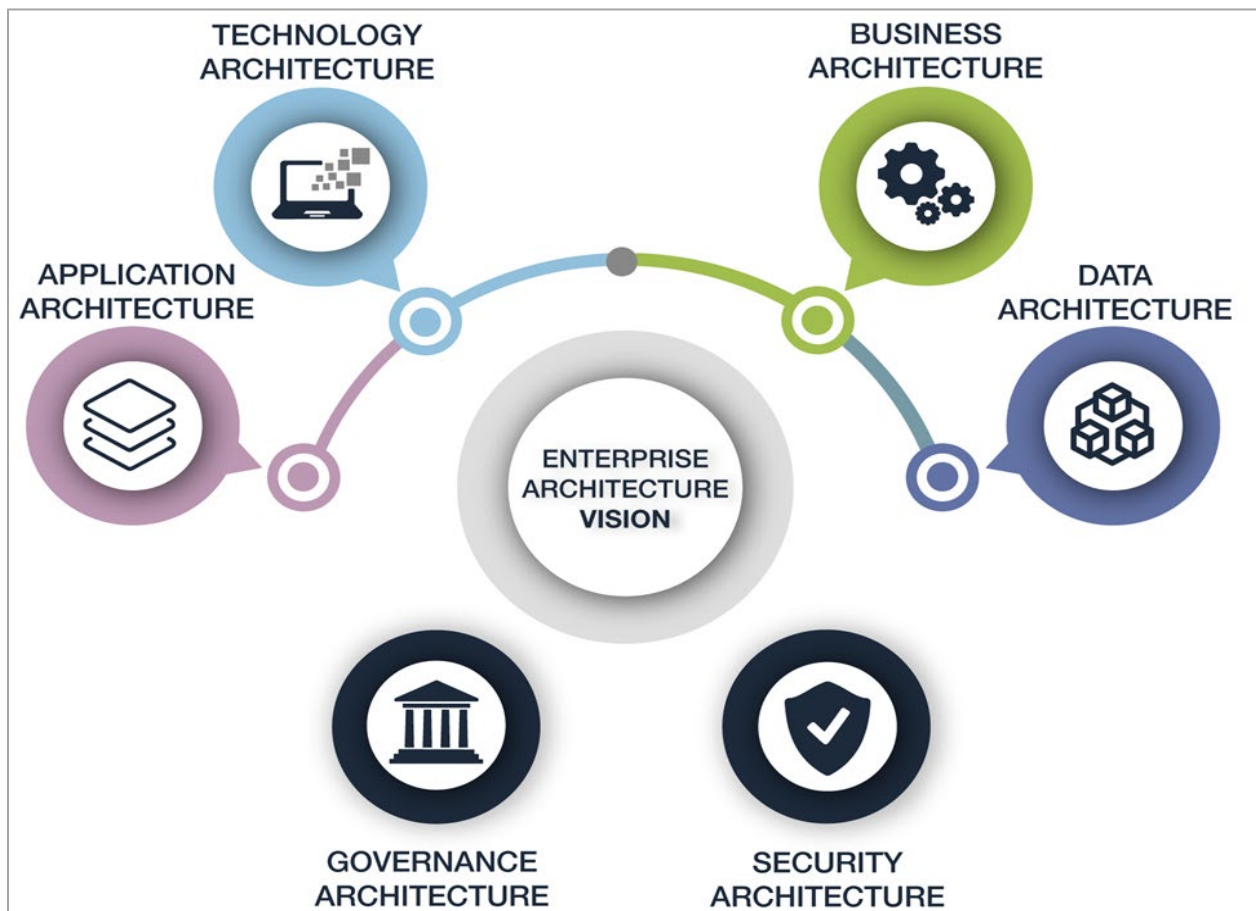 TECHNOLOGY
ARCHITECTURE
BUSINESS
ARCHITECTURE
APPLICATION
ARCHITECTURE
DATA
ARCHITECTURE
ENTERPRISE
ARCHITECTURE
VISION
GOVERNANCE
ARCHITECTURE
SECURITY
ARCHITECTURE